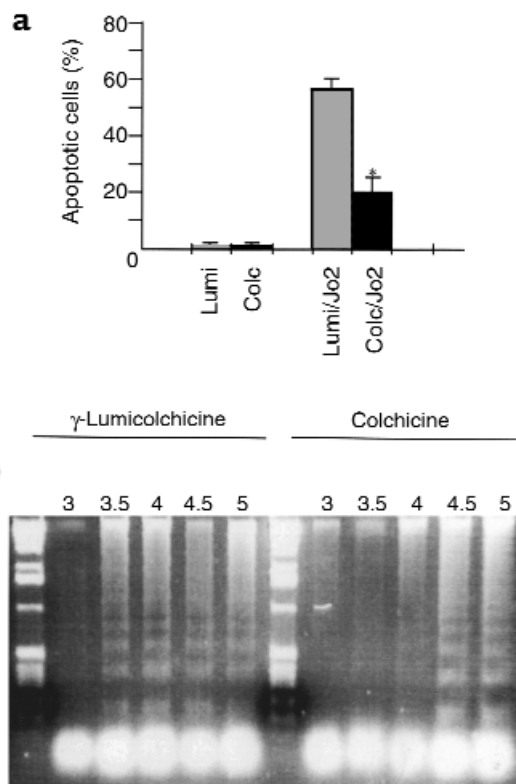 a
Apoptotic cells (%)
80
60
40
20
0
Lumi
Colc
Lumi/Jo2
*
Colc/Jo2
γ-Lumicolchicine Colchicine
3 3.5 4 4.5 5 3 3.5 4 4.5 5